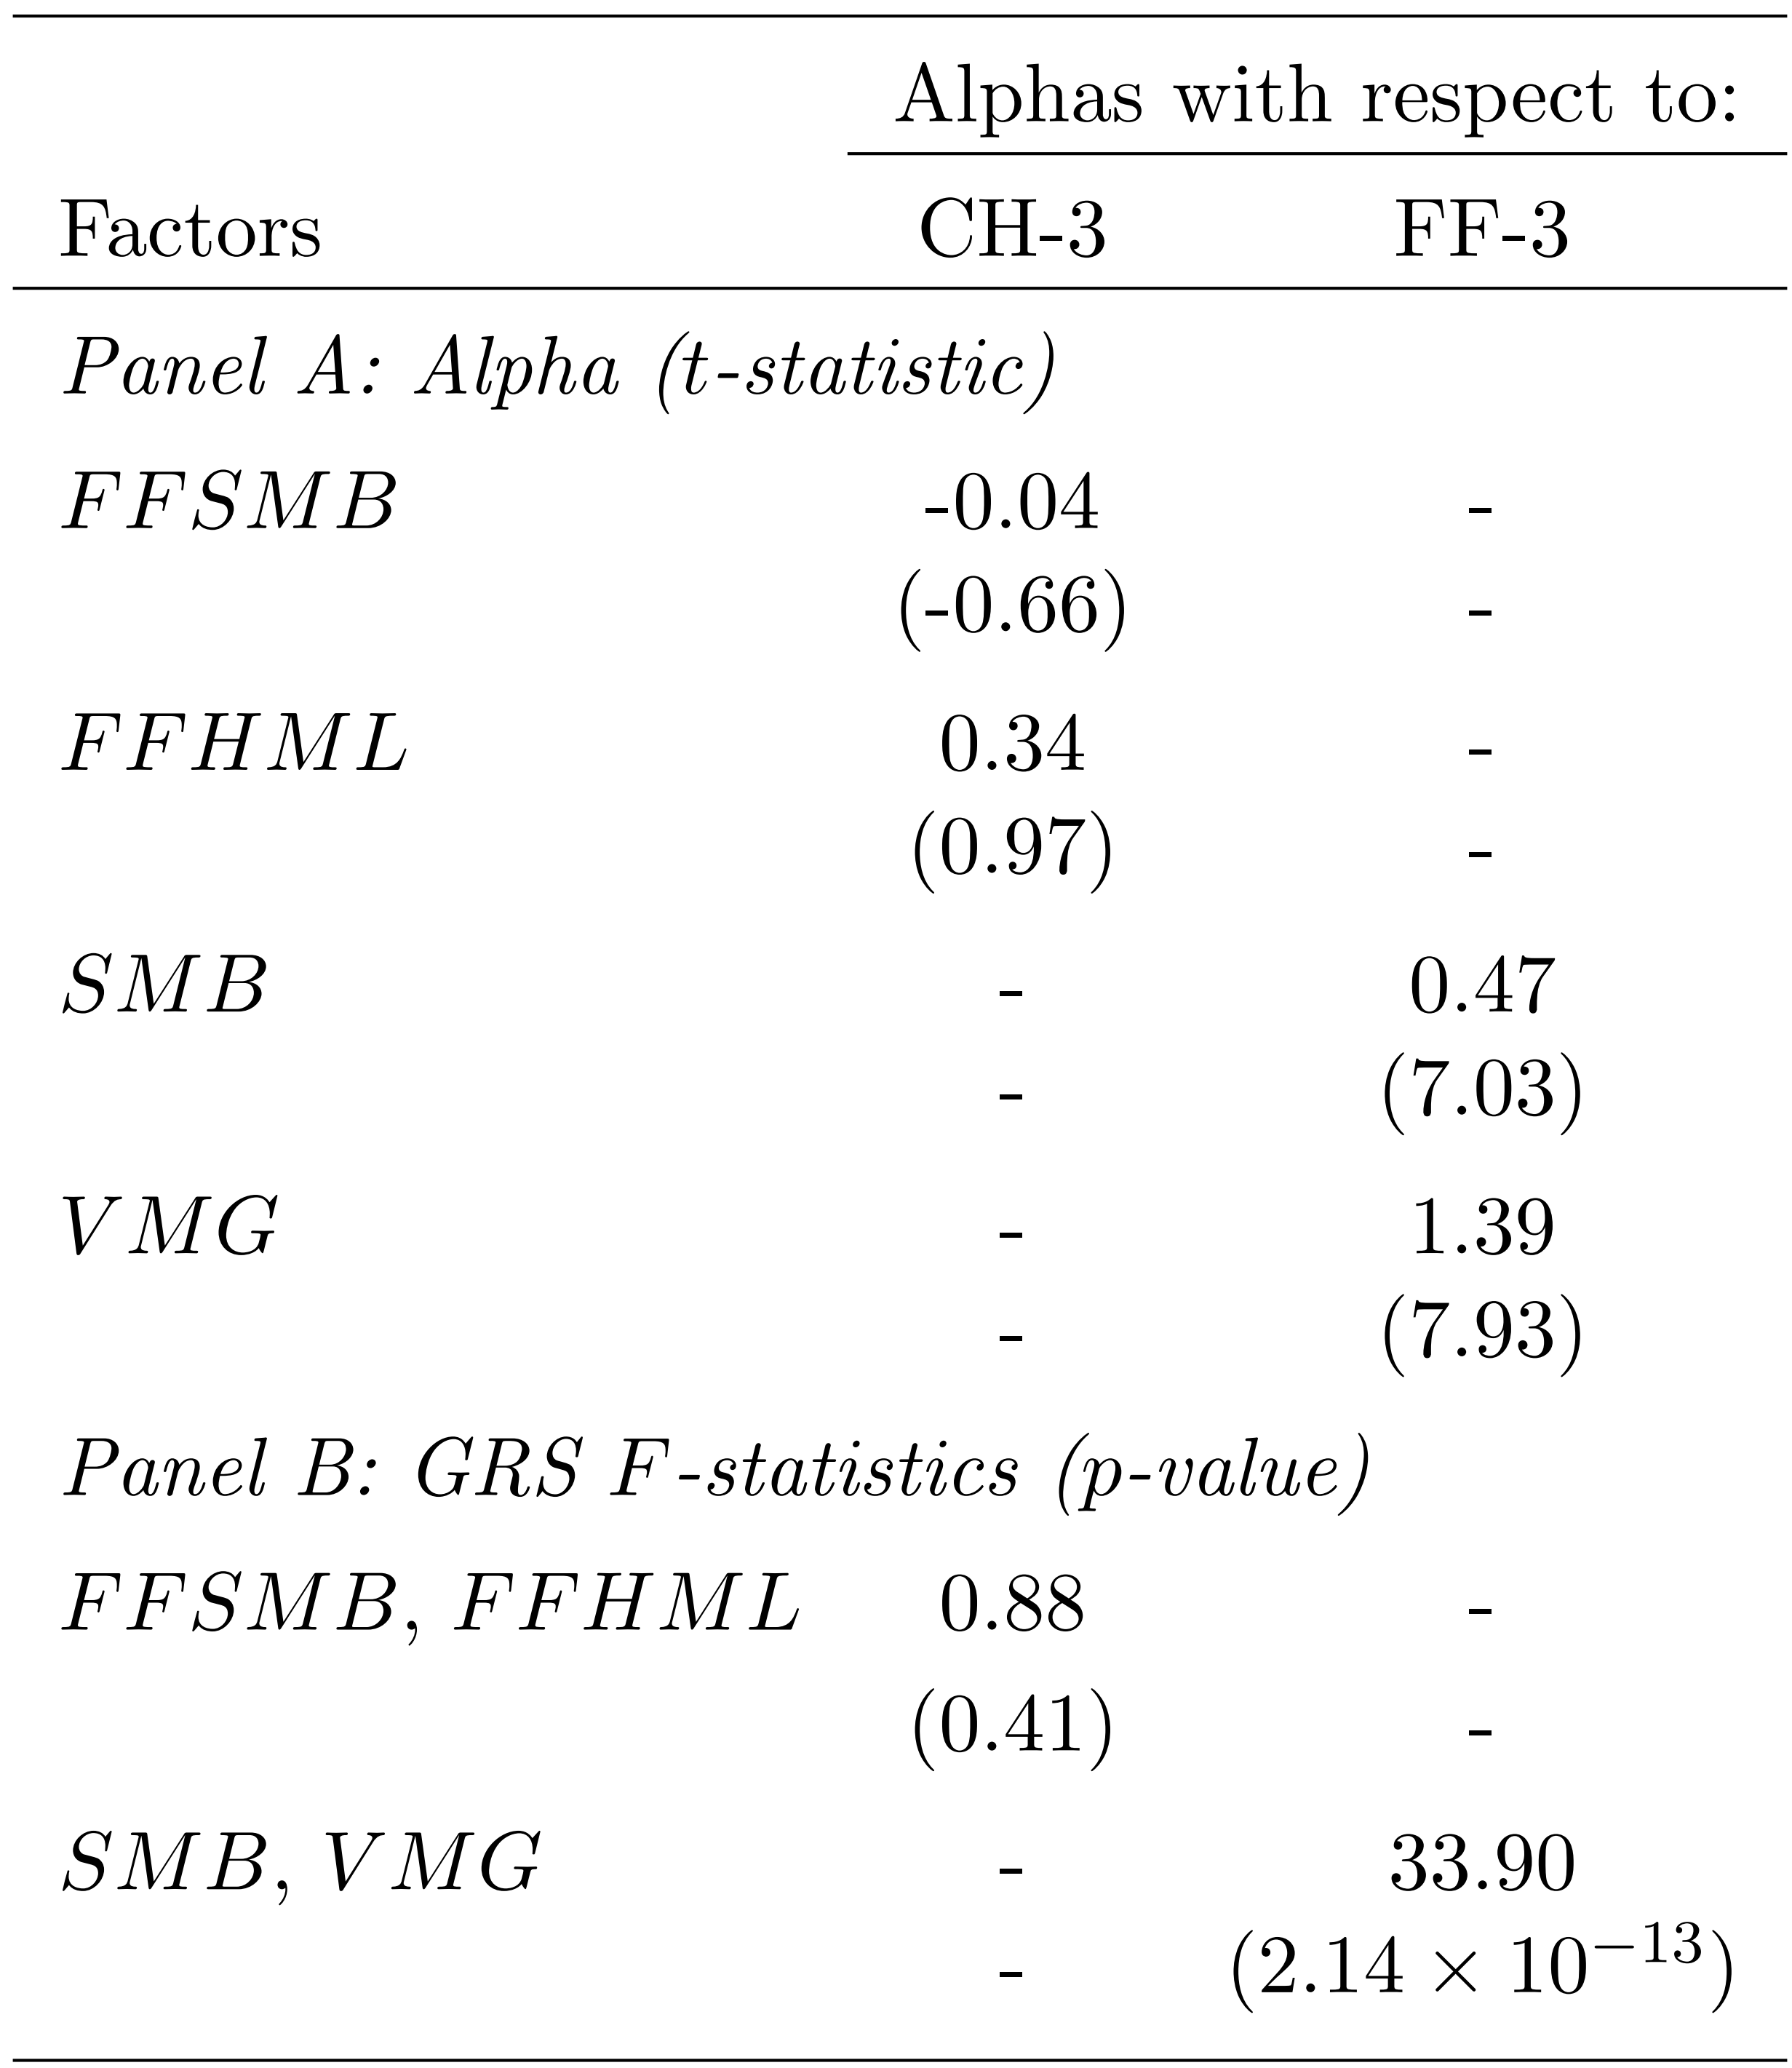 Alphas with respect to:
Factors CH-3 FF-3
Panel A: Alpha (t-statistic)
FFSMB -0.04 -
(-0.66) -
FFHML 0.34 -
(0.97) -
SMB - 0.47
- (7.03)
VMG - 1.39
- (7.93)
Panel B: GRS F-statistics (p-value)
FFSMB, FFHML 0.88 -
(0.41) -
SMB, VMG - 33.90
- (2.14 × 10⁻¹³)